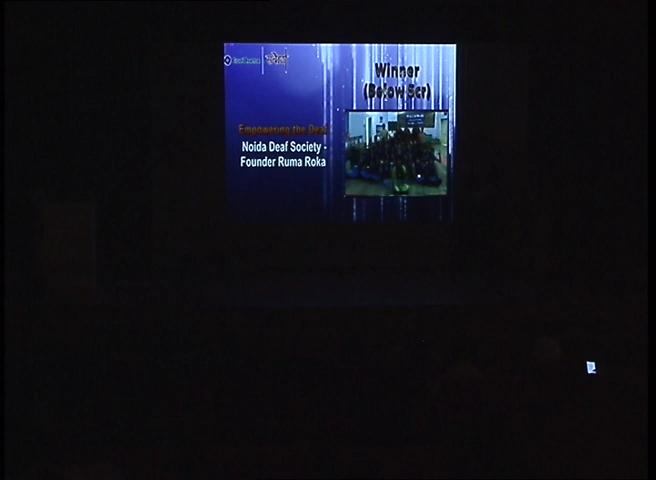 Winner
(Below 5cr)
Empowering the Deaf
Noida Deaf Society -
Founder Ruma Roka